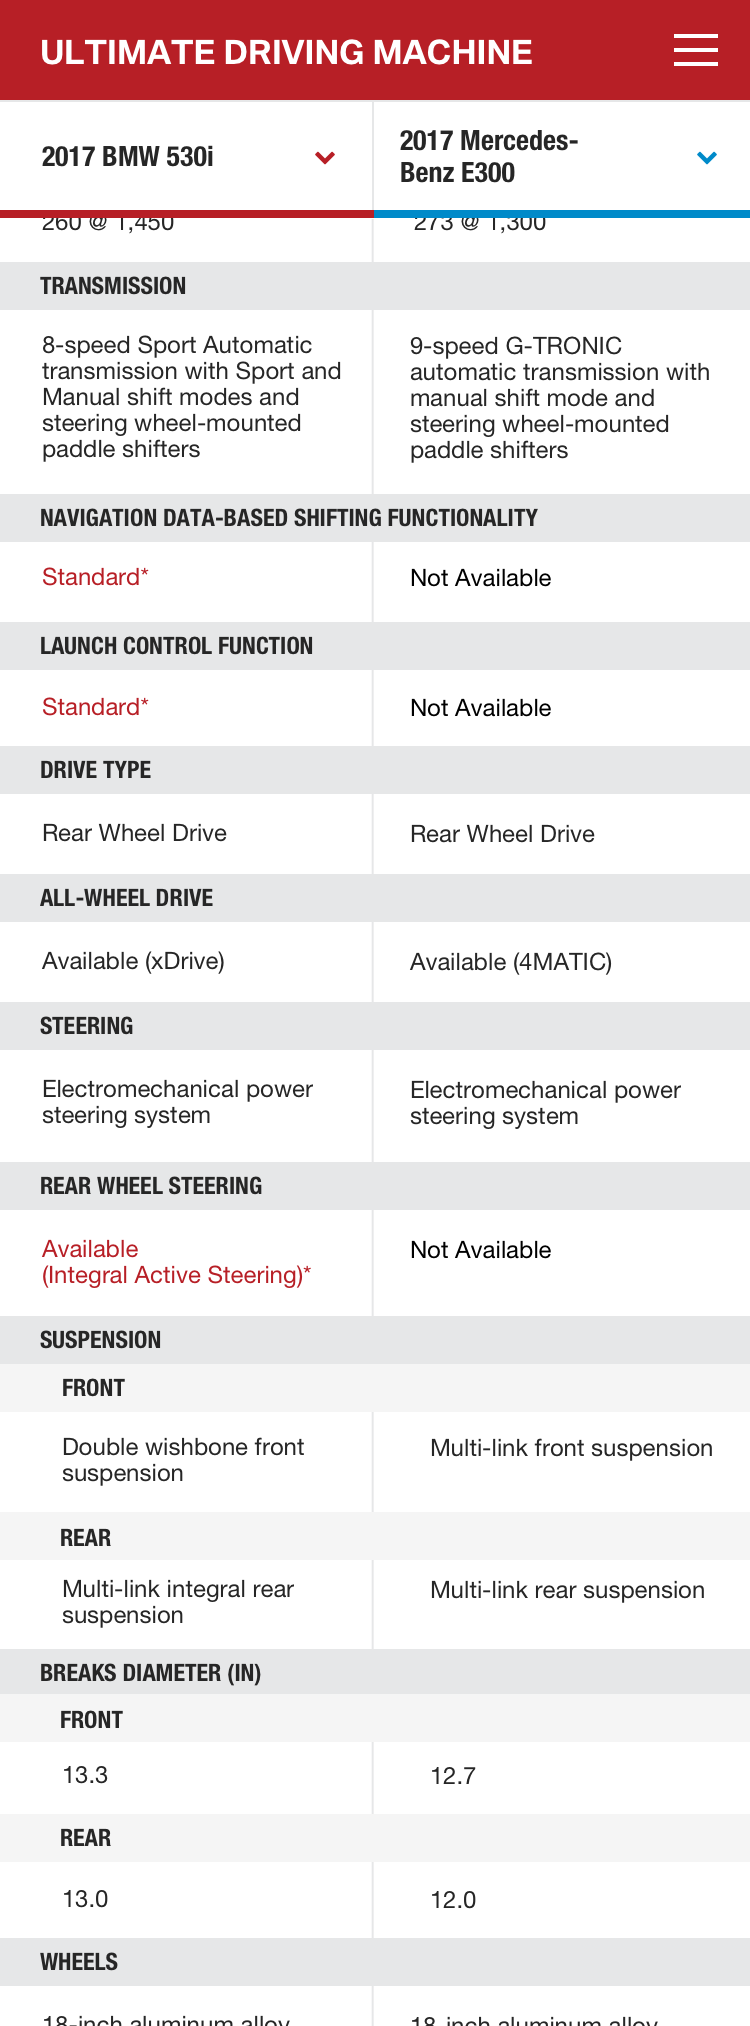 ULTIMATE DRIVING MACHINE
2017 BMW 530i
2017 Mercedes-
Benz E300
260 @ 1,450
273 @ 1,300
TRANSMISSION
8-speed Sport Automatic
transmission with Sport and
Manual shift modes and
steering wheel-mounted
paddle shifters
9-speed G-TRONIC
automatic transmission with
manual shift mode and
steering wheel-mounted
paddle shifters
NAVIGATION DATA-BASED SHIFTING FUNCTIONALITY
Standard*
Not Available
LAUNCH CONTROL FUNCTION
Standard*
Not Available
DRIVE TYPE
Rear Wheel Drive
Rear Wheel Drive
ALL-WHEEL DRIVE
Available (xDrive)
Available (4MATIC)
STEERING
Electromechanical power
steering system
Electromechanical power
steering system
REAR WHEEL STEERING
Available
(Integral Active Steering)*
Not Available
SUSPENSION
FRONT
Double wishbone front
suspension
Multi-link front suspension
REAR
Multi-link integral rear
suspension
Multi-link rear suspension
BREAKS DIAMETER (IN)
FRONT
13.3
12.7
REAR
13.0
12.0
WHEELS
18-inch aluminum alloy
18-inch aluminum alloy